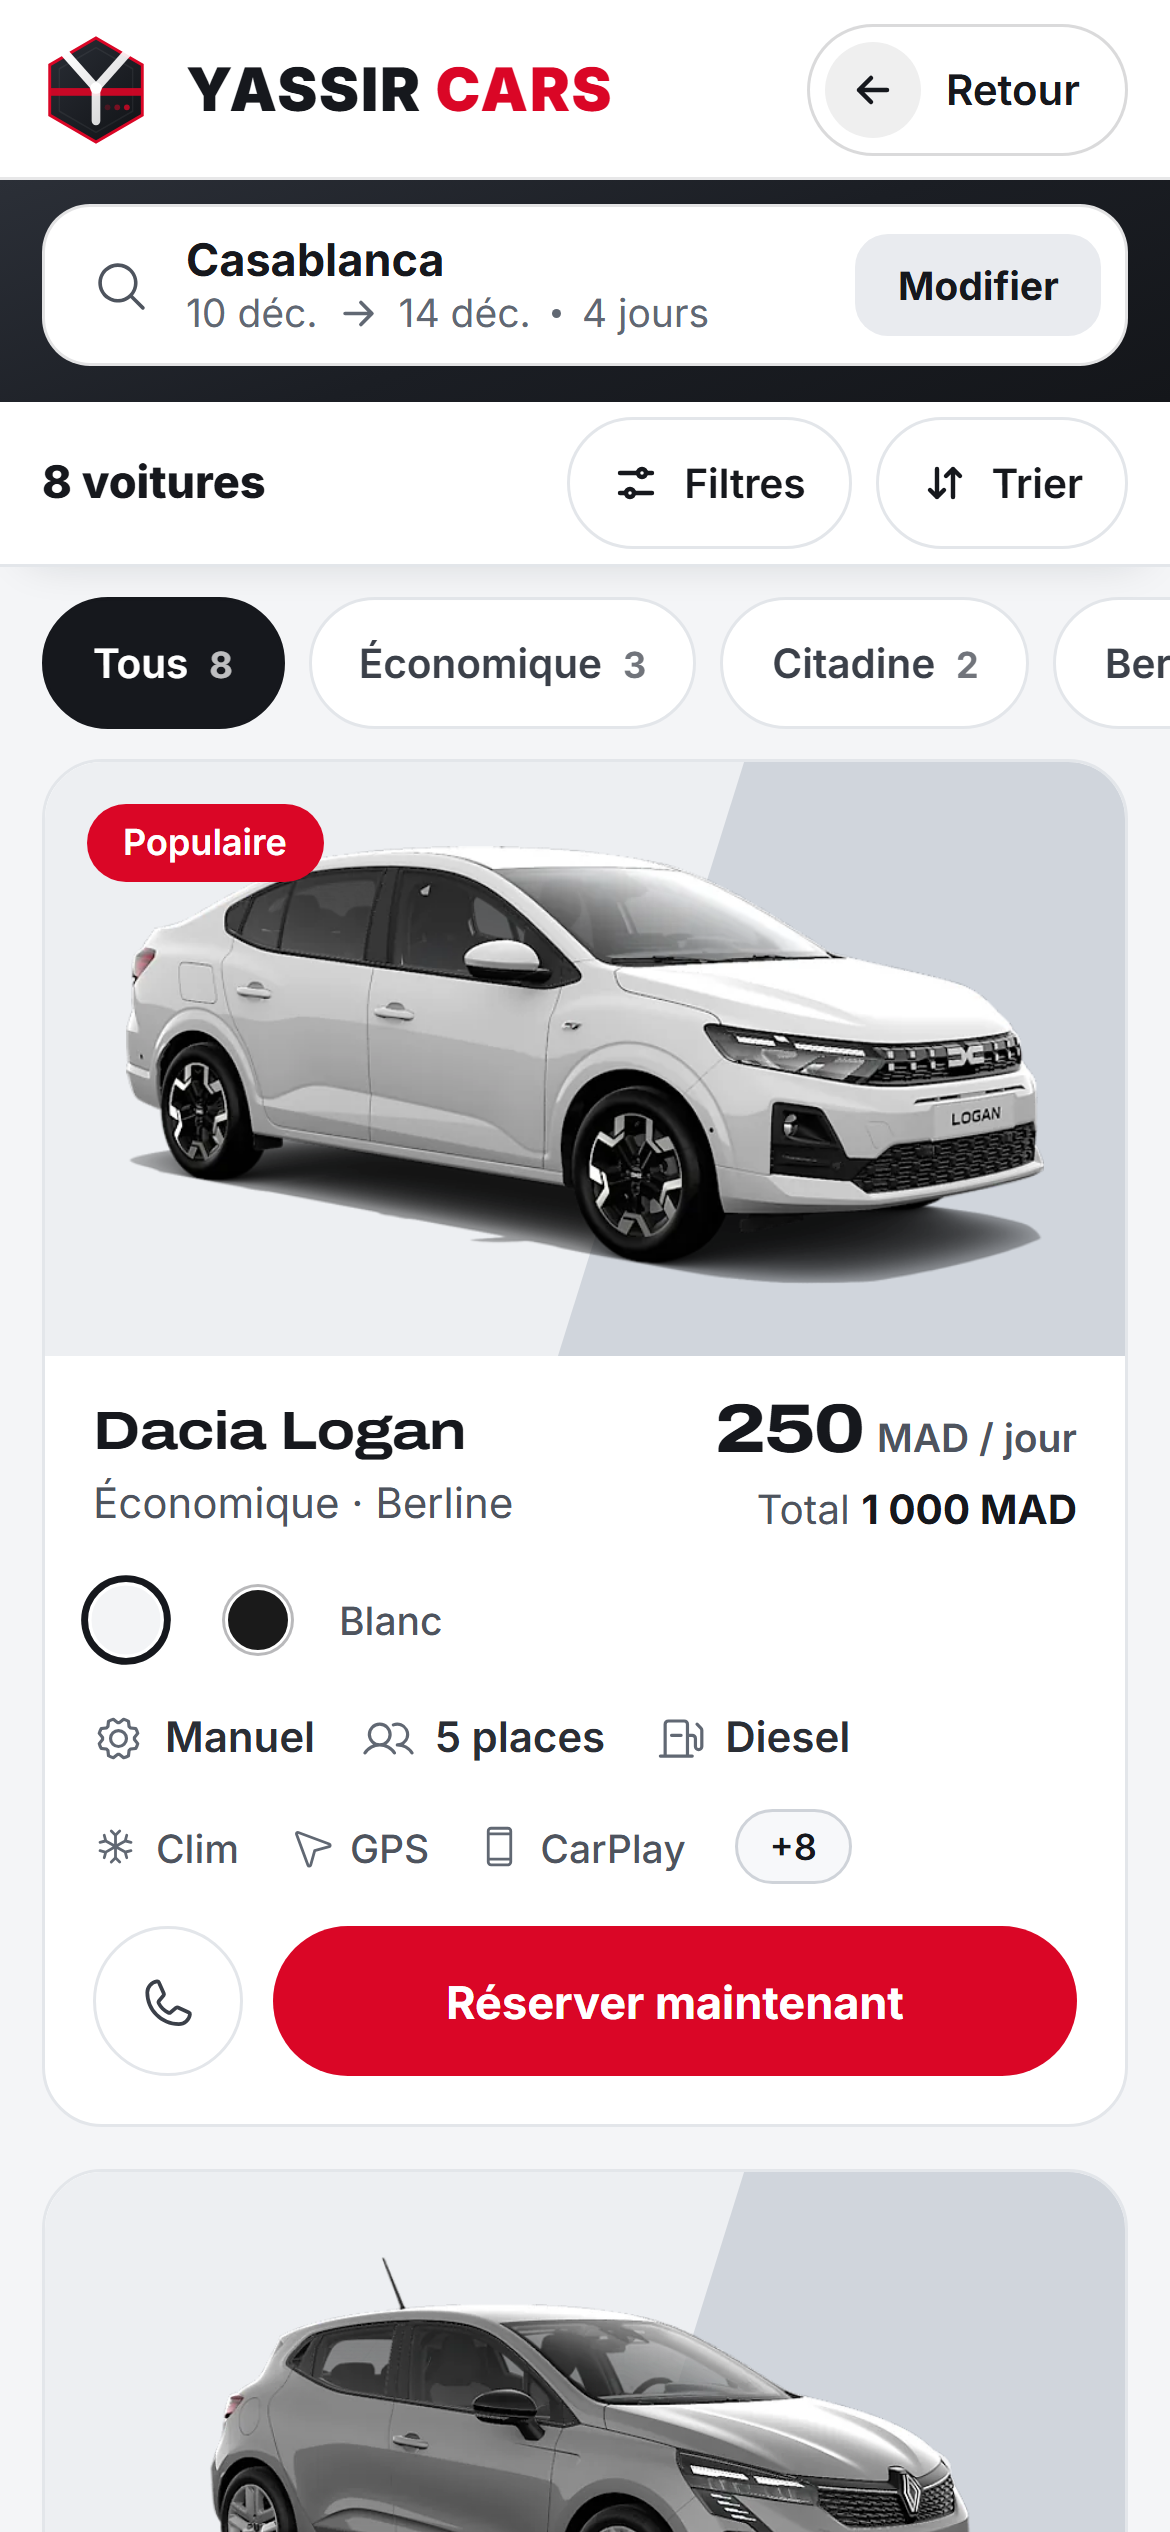 YASSIR CARS
Retour
Casablanca
10 déc. → 14 déc. • 4 jours
Modifier
8 voitures
Filtres
Trier
Tous 8
Économique 3
Citadine 2
Ber
Populaire
LOGAN
Dacia Logan
250 MAD / jour
Économique · Berline
Total 1 000 MAD
Blanc
Manuel
5 places
Diesel
Clim
GPS
CarPlay
+8
Réserver maintenant